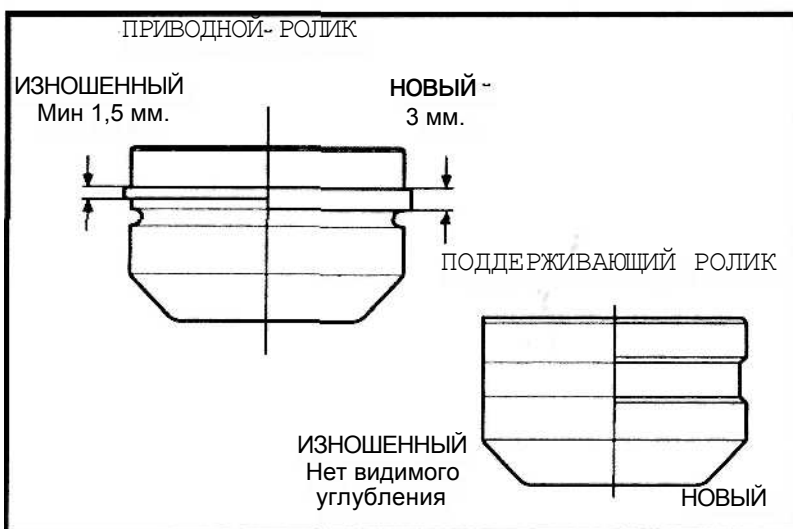 ПРИВОДНОЙ- РОЛИК
ИЗНОШЕННЫЙ
Мин 1,5 мм.
НОВЫЙ -
3 мм.
ПОДДЕРЖИВАЮЩИЙ РОЛИК
ИЗНОШЕННЫЙ
Нет видимого
углубления
НОВЫЙ